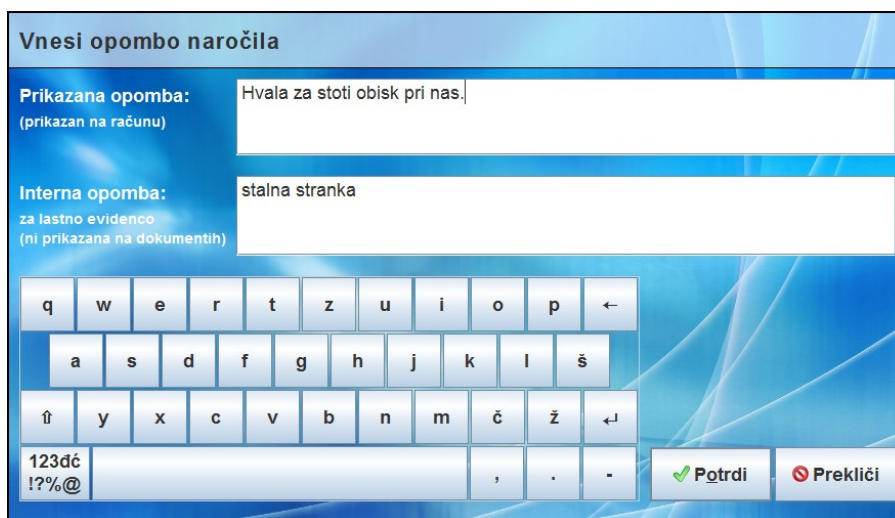 Vnesi opombo naročila
Prikazana opomba:
(prikazan na računu)
Hvala za stoti obisk pri nas.
Interna opomba:
za lastno evidenco
(ni prikazana na dokumentih)
stalna stranka
q w e r t z u i o p ←
a s d f g h j k l š
⇧ y x c v b n m č ž ↵
123đć
!?%@
, . -
Potrdi
Prekliči